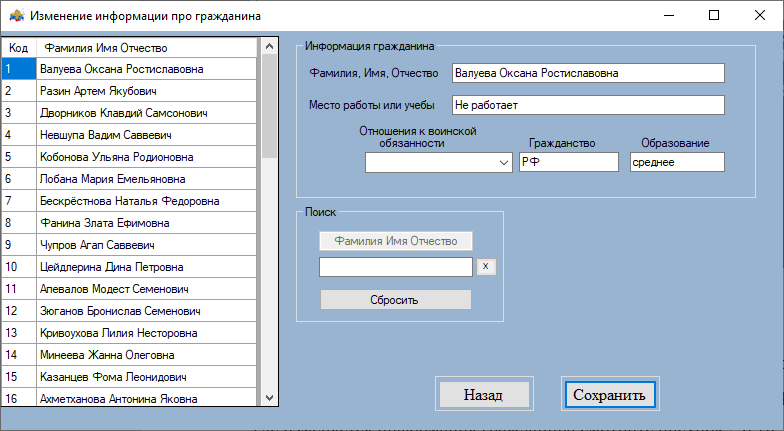 Изменение информации про гражданина
Код Фамилия Имя Отчество
1 Валуева Оксана Ростиславовна
2 Разин Артем Якубович
3 Дворников Клавдий Самсонович
4 Невшупа Вадим Саввевич
5 Кобонова Ульяна Родионовна
6 Лобана Мария Емельяновна
7 Бескрёстнова Наталья Федоровна
8 Фанина Злата Ефимовна
9 Чупров Агап Саввевич
10 Цейдлерина Дина Петровна
11 Апевалов Модест Семенович
12 Зюганов Бронислав Семенович
13 Кривоухова Лилия Несторовна
14 Минеева Жанна Олеговна
15 Казанцев Фома Леонидович
16 Ахметханова Антонина Яковна
Информация гражданина
Фамилия, Имя, Отчество Валуева Оксана Ростиславовна
Место работы или учебы Не работает
Отношения к воинской
обязанности Гражданство Образование
РФ среднее
Поиск
Фамилия Имя Отчество
x
Сбросить
Назад Сохранить